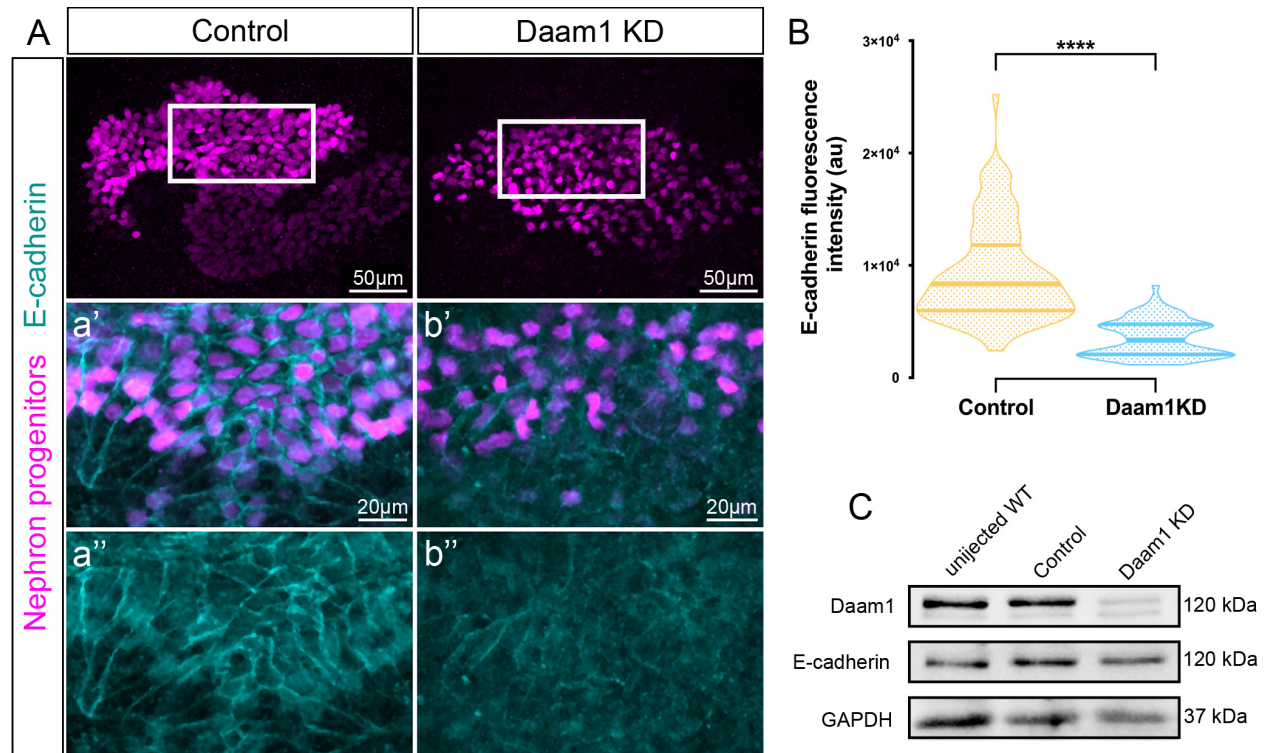 A
Control
Daam1 KD
Nephron progenitors E-cadherin
50µm
50µm
a’
20µm
b’
20µm
a’’
b’’
B
E-cadherin fluorescence
intensity (au)
3×10⁴
2×10⁴
1×10⁴
0
****
Control
Daam1KD
C
unijected WT
Control
Daam1 KD
Daam1
120 kDa
E-cadherin
120 kDa
GAPDH
37 kDa